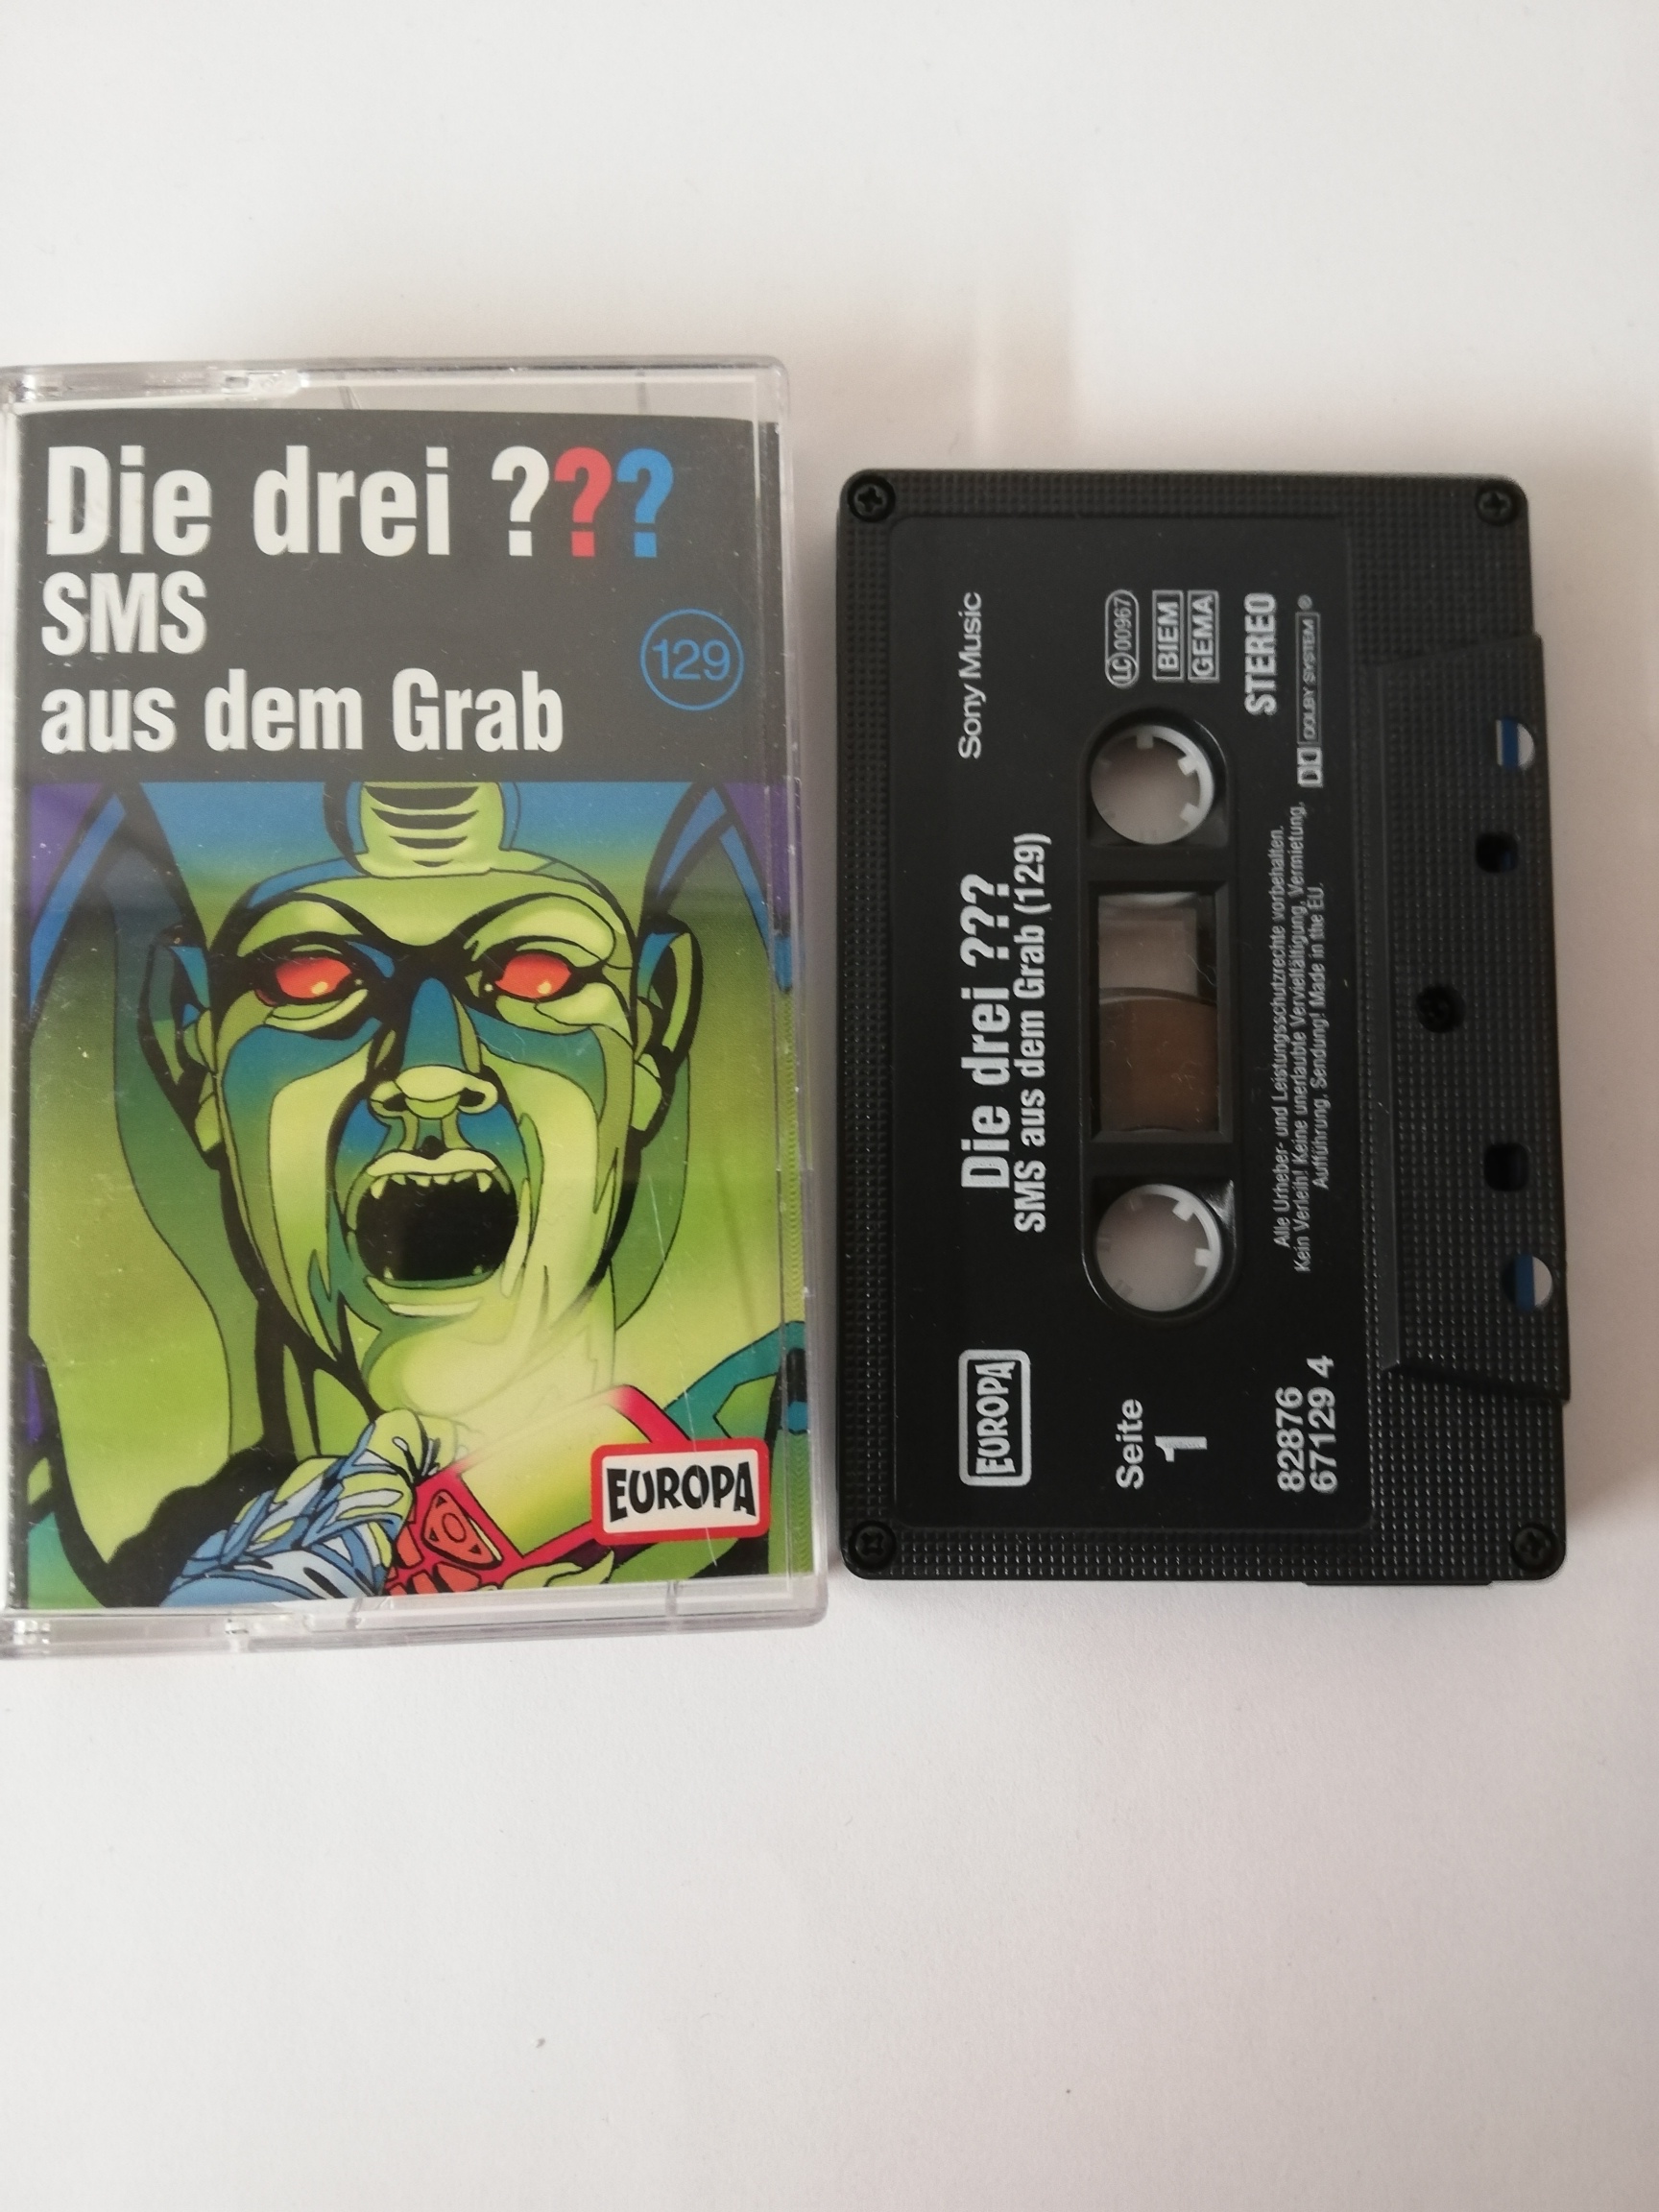 Die drei ???
SMS
aus dem Grab
129
EUROPA
Die drei ???
SMS aus dem Grab (129)
Sony Music
LC 00967
BIEM
GEMA
STEREO
DOLBY SYSTEM ®
EUROPA
Seite
1
82876
67129 4
Alle Urheber- und Leistungsschutzrechte vorbehalten.
Kein Verleih! Keine unerlaubte Vervielfältigung, Vermietung,
Aufführung, Sendung! Made in the EU.